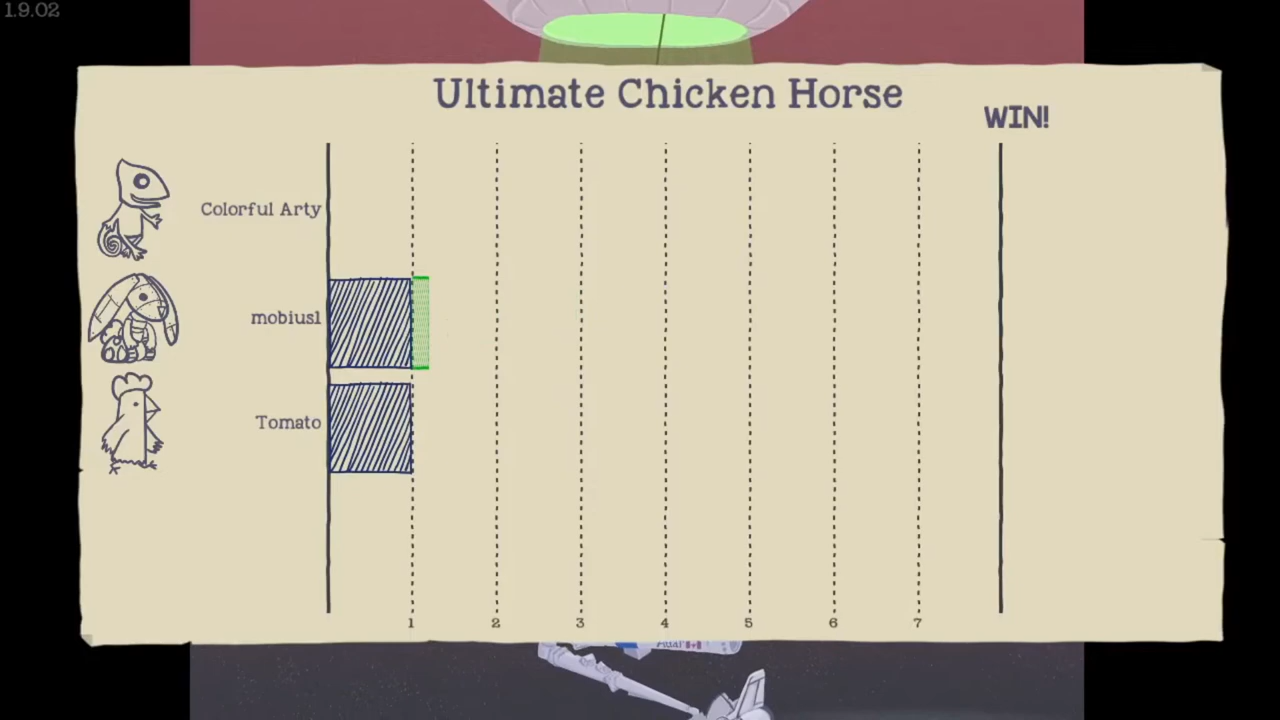 1.9.02
Ultimate Chicken Horse
WIN!
Colorful Arty
mobius1
Tomato
1 2 3 4 5 6 7